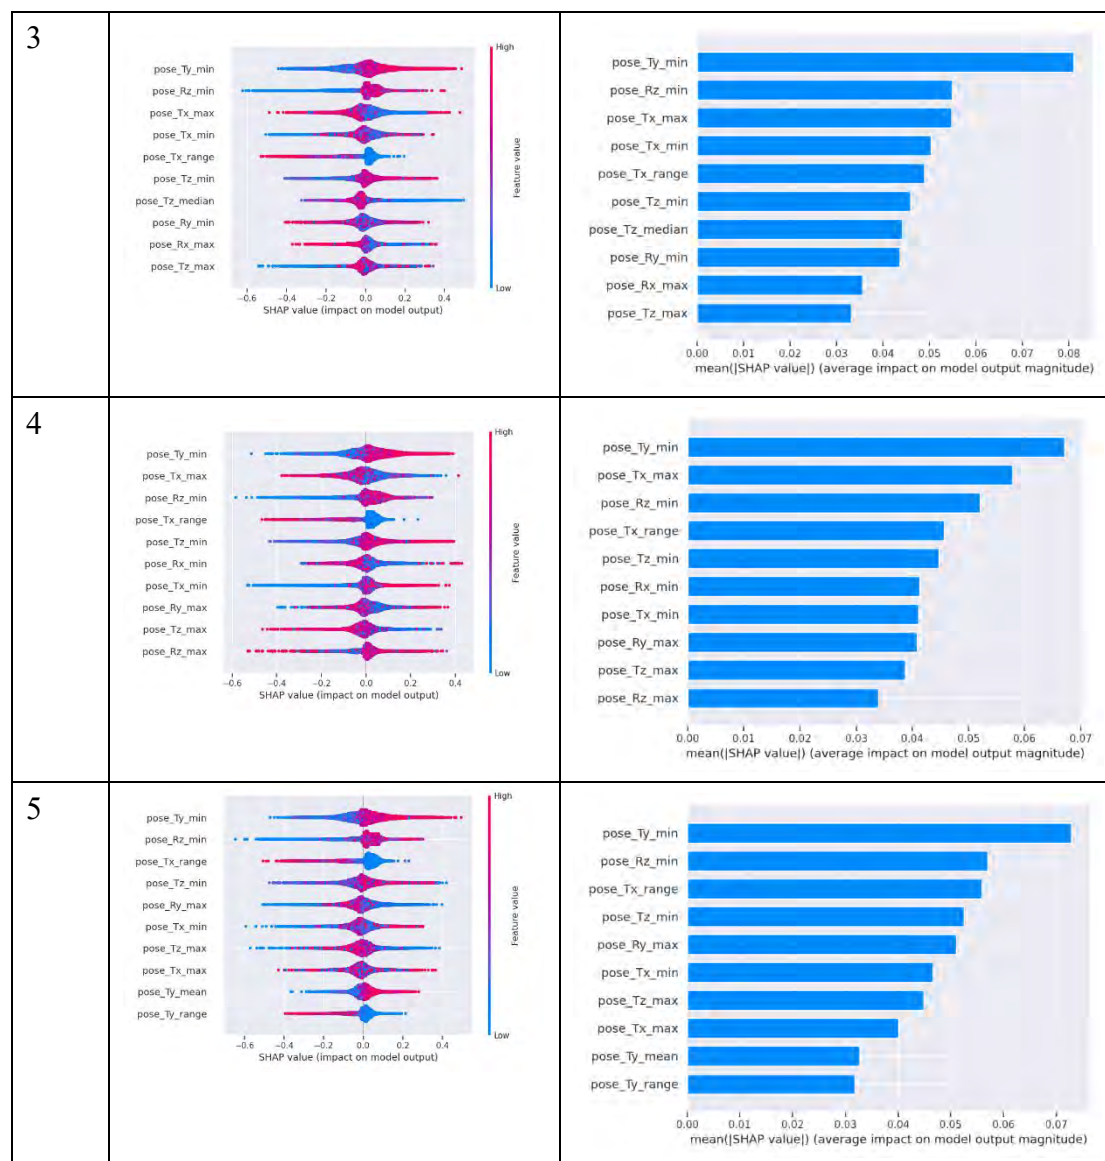 3
High
pose_Ty_min
pose_Rz_min
pose_Tx_max
pose_Tx_min
pose_Tx_range
pose_Tz_min
pose_Tz_median
pose_Ry_min
pose_Rx_max
pose_Tz_max
Feature value
Low
−0.6 −0.4 −0.2 0.0 0.2 0.4
SHAP value (impact on model output)
pose_Ty_min
pose_Rz_min
pose_Tx_max
pose_Tx_min
pose_Tx_range
pose_Tz_min
pose_Tz_median
pose_Ry_min
pose_Rx_max
pose_Tz_max
0.00 0.01 0.02 0.03 0.04 0.05 0.06 0.07 0.08
mean(|SHAP value|) (average impact on model output magnitude)
4
High
pose_Ty_min
pose_Tx_max
pose_Rz_min
pose_Tx_range
pose_Tz_min
pose_Rx_min
pose_Tx_min
pose_Ry_max
pose_Tz_max
pose_Rz_max
Feature value
Low
−0.6 −0.4 −0.2 0.0 0.2 0.4
SHAP value (impact on model output)
pose_Ty_min
pose_Tx_max
pose_Rz_min
pose_Tx_range
pose_Tz_min
pose_Rx_min
pose_Tx_min
pose_Ry_max
pose_Tz_max
pose_Rz_max
0.00 0.01 0.02 0.03 0.04 0.05 0.06 0.07
mean(|SHAP value|) (average impact on model output magnitude)
5
High
pose_Ty_min
pose_Rz_min
pose_Tx_range
pose_Tz_min
pose_Ry_max
pose_Tx_min
pose_Tz_max
pose_Tx_max
pose_Ty_mean
pose_Ty_range
Feature value
Low
−0.6 −0.4 −0.2 0.0 0.2 0.4
SHAP value (impact on model output)
pose_Ty_min
pose_Rz_min
pose_Tx_range
pose_Tz_min
pose_Ry_max
pose_Tx_min
pose_Tz_max
pose_Tx_max
pose_Ty_mean
pose_Ty_range
0.00 0.01 0.02 0.03 0.04 0.05 0.06 0.07
mean(|SHAP value|) (average impact on model output magnitude)